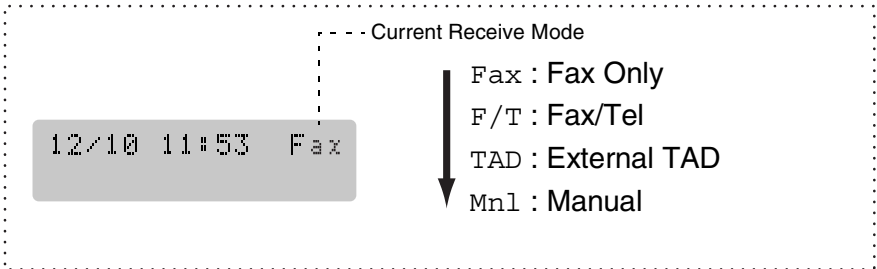 Current Receive Mode
12/10 11:53 Fax
Fax : Fax Only
F/T : Fax/Tel
TAD : External TAD
Mnl : Manual